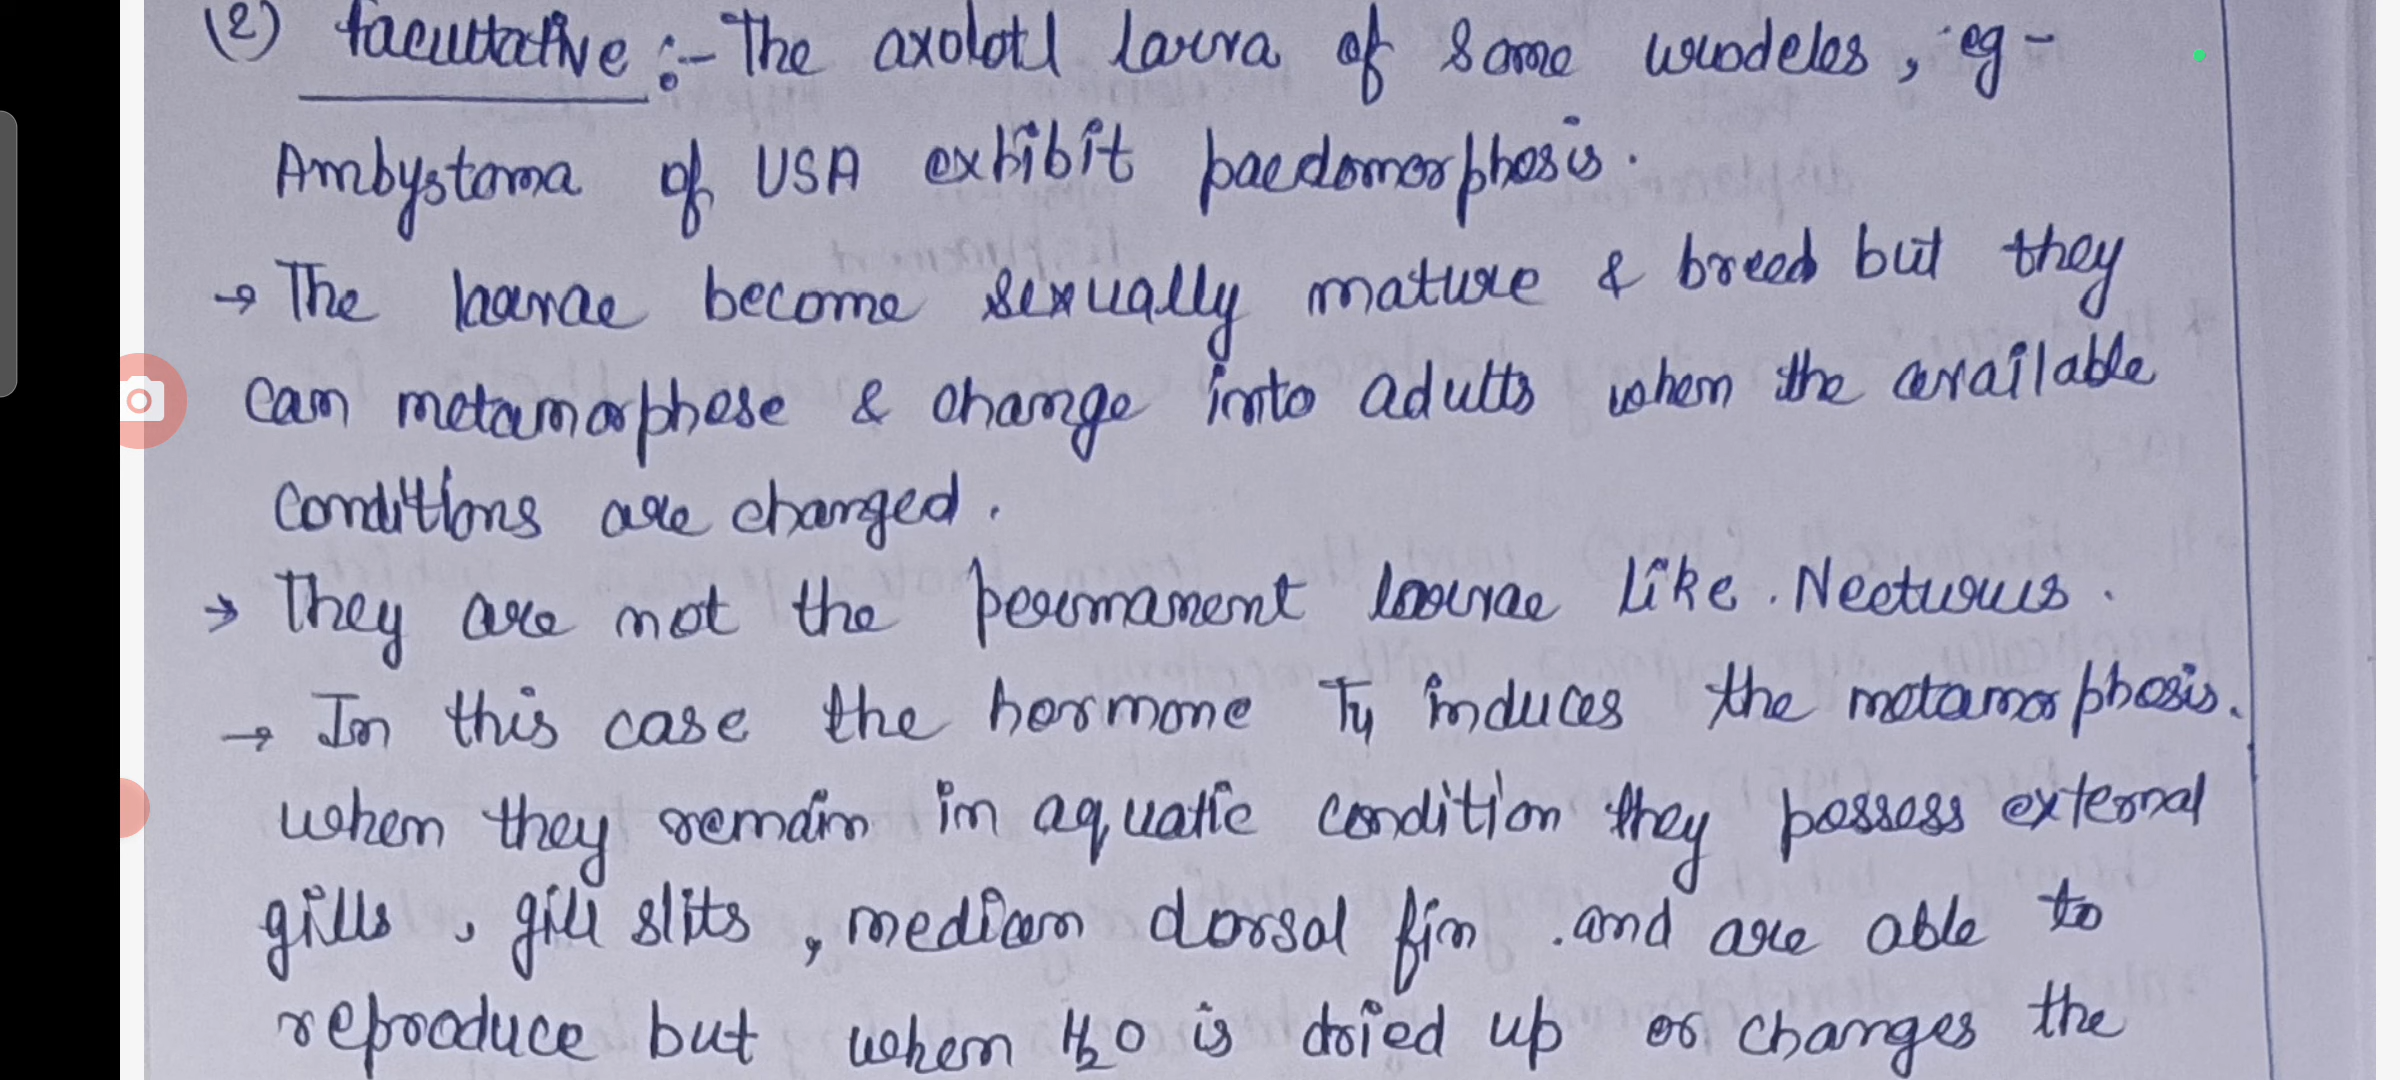 (2) facultative :- The axolotl larva of some urodeles, eg -
Ambystoma of USA exhibit paedomorphosis.
→ The larvae become sexually mature & breed but they
can metamorphose & change into adults when the available
conditions are changed.
→ They are not the permanent larvae like Necturus.
→ In this case the hormone T4 induces the metamorphosis.
when they remain in aquatic condition they possess external
gills, gill slits, median dorsal fin .and are able to
reproduce but when H2O is dried up or changes the